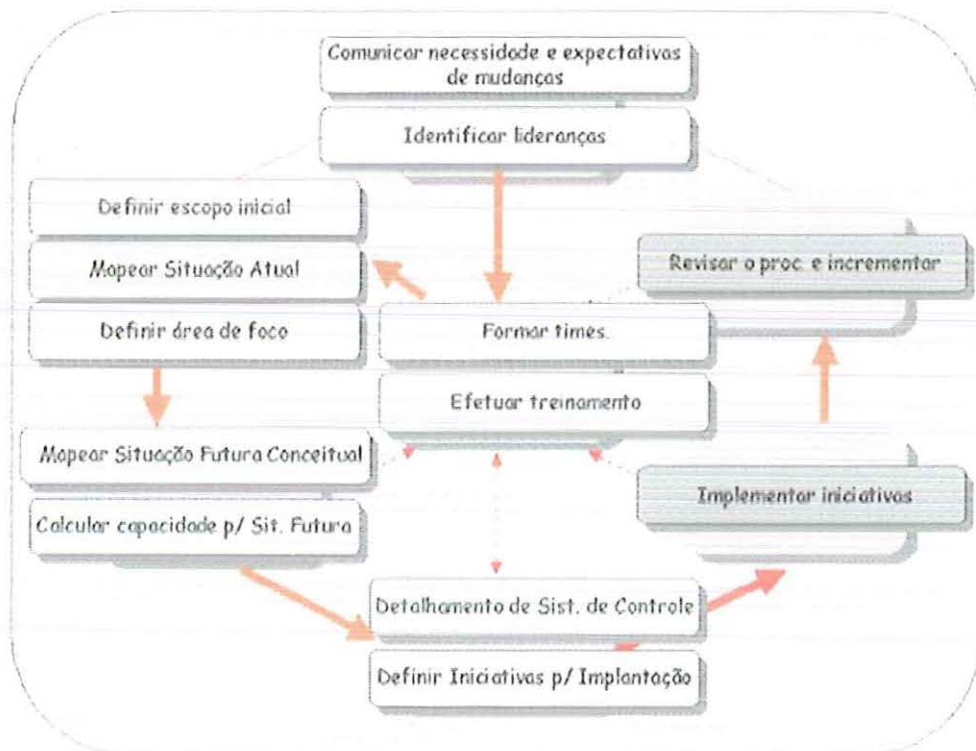 Comunicar necessidade e expectativas
de mudanças
Identificar lideranças
Definir escopo inicial
Mapear Situação Atual
Definir área de foco
Revisar o proc. e incrementar
Formar times.
Efetuar treinamento
Mapear Situação Futura Conceitual
Calcular capacidade p/ Sit. Futura
Implementar iniciativas
Detalhamento de Sist. de Controle
Definir Iniciativas p/ Implantação